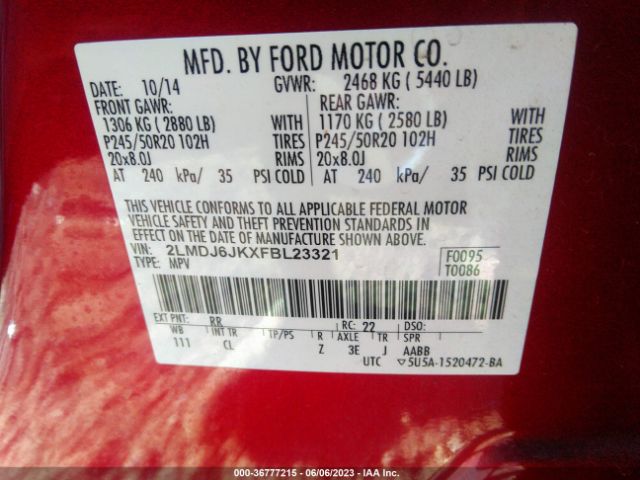 MFD. BY FORD MOTOR CO.
DATE: 10/14 GVWR: 2468 KG (5440 LB)
FRONT GAWR: REAR GAWR:
1306 KG (2880 LB) WITH 1170 KG (2580 LB) WITH
P245/50R20 102H TIRES P245/50R20 102H TIRES
20x8.0J RIMS 20x8.0J RIMS
AT 240 kPa/ 35 PSI COLD AT 240 kPa/ 35 PSI COLD
THIS VEHICLE CONFORMS TO ALL APPLICABLE FEDERAL MOTOR
VEHICLE SAFETY AND THEFT PREVENTION STANDARDS IN
EFFECT ON THE DATE OF MANUFACTURE SHOWN ABOVE.
VIN: 2LMDJ6JKXFBL23321 F0095
TYPE: MPV T0086
EXT PNT: RR RC: 22 DSO:
WB INT TR TP/PS R AXLE TR SPR
111 CL Z 3E J AABB
UTC ▽5U5A-1520472-BA
000-36777215 - 06/06/2023 - IAA Inc.